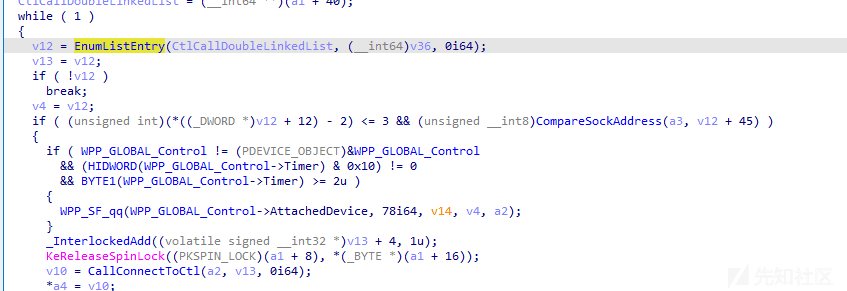 CtlCallDoubleLinkedList = (__int64 **)(a1 + 40);
while ( 1 )
{
v12 = EnumListEntry(CtlCallDoubleLinkedList, (__int64)v36, 0i64);
v13 = v12;
if ( !v12 )
break;
v4 = v12;
if ( (unsigned int)(*((_DWORD *)v12 + 12) - 2) <= 3 && (unsigned __int8)CompareSockAddress(a3, v12 + 45) )
{
if ( WPP_GLOBAL_Control != (PDEVICE_OBJECT)&WPP_GLOBAL_Control
&& (HIDWORD(WPP_GLOBAL_Control->Timer) & 0x10) != 0
&& BYTE1(WPP_GLOBAL_Control->Timer) >= 2u )
{
WPP_SF_qq(WPP_GLOBAL_Control->AttachedDevice, 78i64, v14, v4, a2);
}
_InterlockedAdd((volatile signed __int32 *)v13 + 4, 1u);
KeReleaseSpinLock((PKSPIN_LOCK)(a1 + 8), *(_BYTE *)(a1 + 16));
v10 = CallConnectToCtl(a2, v13, 0i64);
*a4 = v10;
先知社区